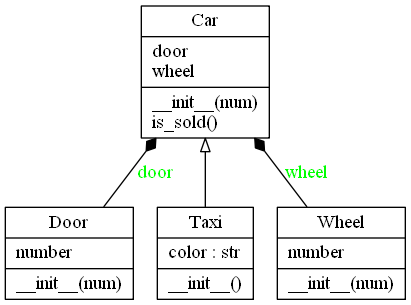 Car
door
wheel
__init__(num)
is_sold()
door
wheel
Door
number
__init__(num)
Taxi
color : str
__init__()
Wheel
number
__init__(num)